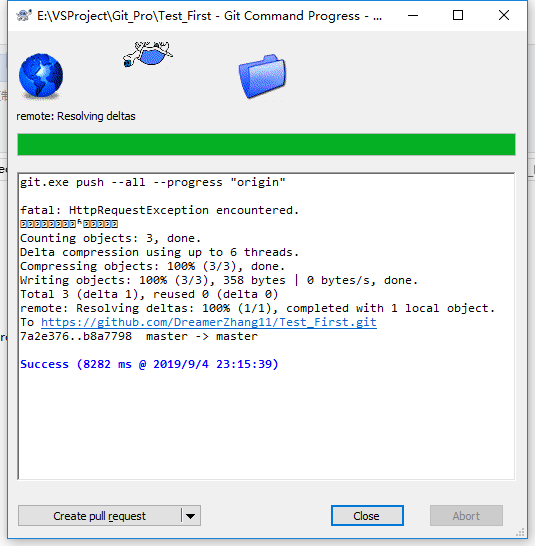 E:\VSProject\Git_Pro\Test_First - Git Command Progress - ...
remote: Resolving deltas
git.exe push --all --progress "origin"
fatal: HttpRequestException encountered.
Counting objects: 3, done.
Delta compression using up to 6 threads.
Compressing objects: 100% (3/3), done.
Writing objects: 100% (3/3), 358 bytes | 0 bytes/s, done.
Total 3 (delta 1), reused 0 (delta 0)
remote: Resolving deltas: 100% (1/1), completed with 1 local object.
To https://github.com/DreamerZhang11/Test_First.git
7a2e376..b8a7798  master -> master
Success (8282 ms @ 2019/9/4 23:15:39)
Create pull request
Close
Abort